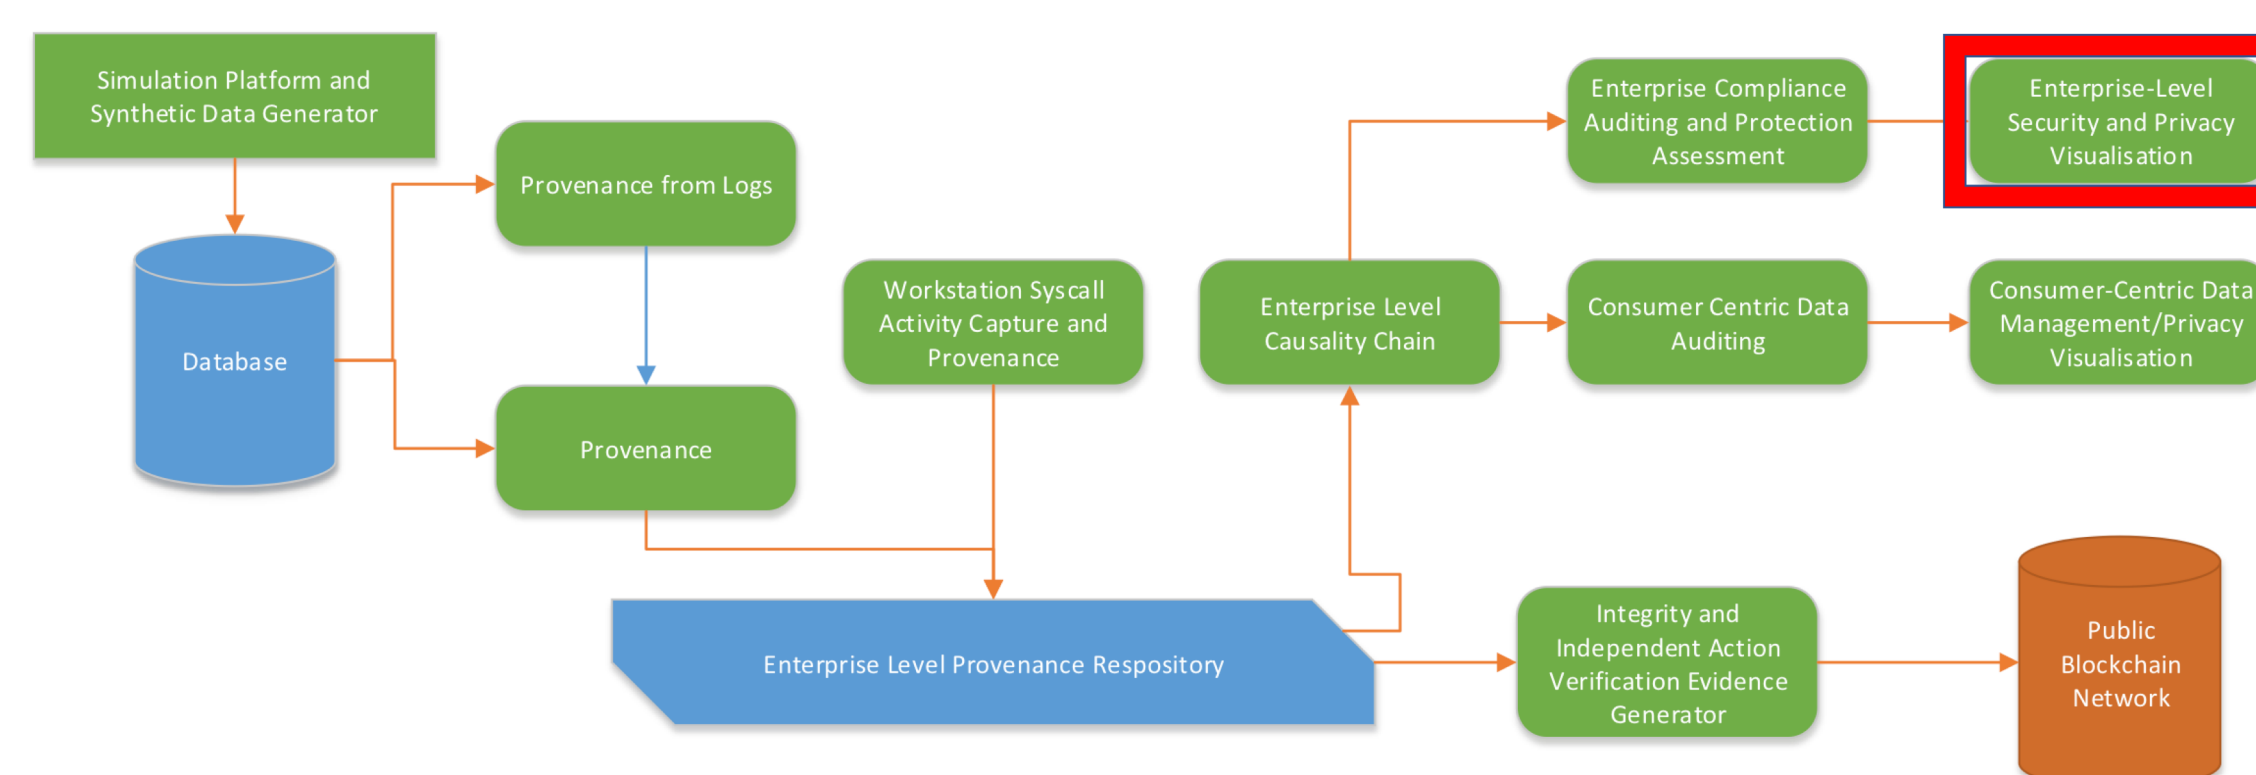 Simulation Platform and
Synthetic Data Generator
Database
Provenance from Logs
Provenance
Workstation Syscall
Activity Capture and
Provenance
Enterprise Level Provenance Respository
Enterprise Level
Causality Chain
Enterprise Compliance
Auditing and Protection
Assessment
Enterprise-Level
Security and Privacy
Visualisation
Consumer Centric Data
Auditing
Consumer-Centric Data
Management/Privacy
Visualisation
Integrity and
Independent Action
Verification Evidence
Generator
Public
Blockchain
Network